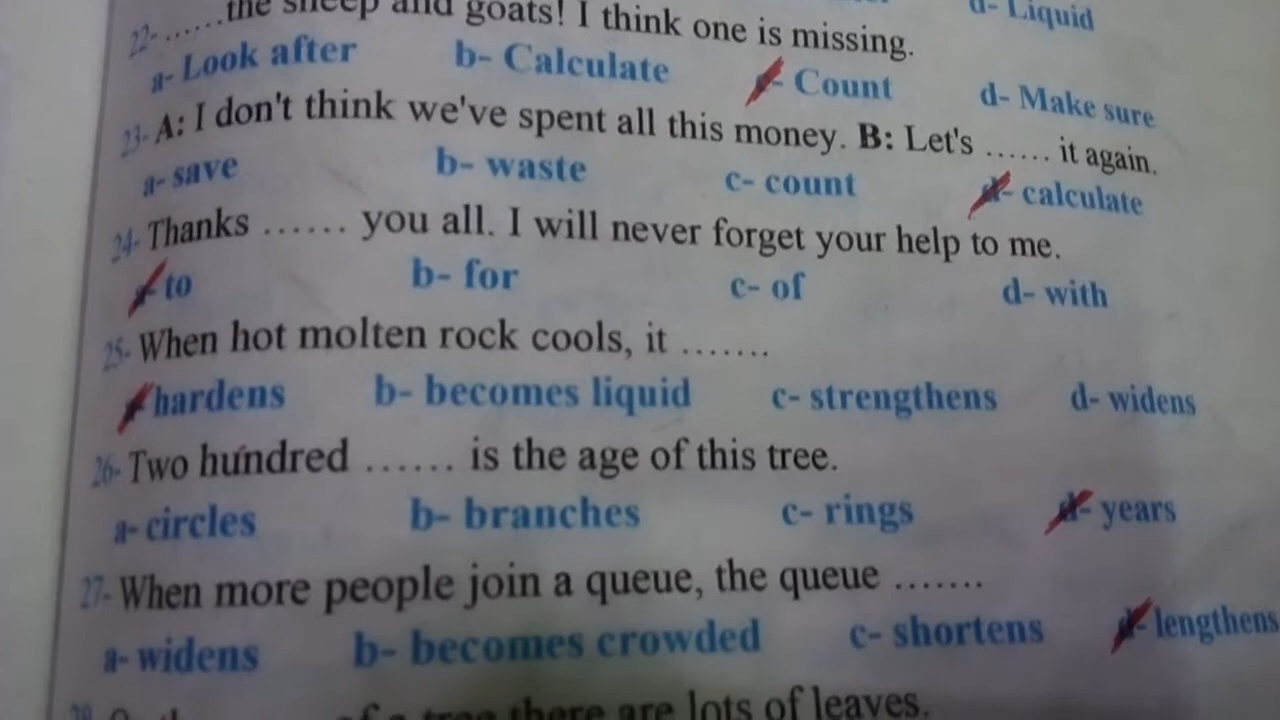 d- Liquid
22- ......the sheep and goats! I think one is missing.
a- Look after b- Calculate c- Count d- Make sure
23- A: I don't think we've spent all this money. B: Let's ...... it again.
a- save b- waste c- count d- calculate
24- Thanks ...... you all. I will never forget your help to me.
a- to b- for c- of d- with
25- When hot molten rock cools, it .......
a- hardens b- becomes liquid c- strengthens d- widens
26- Two hundred ...... is the age of this tree.
a- circles b- branches c- rings d- years
27- When more people join a queue, the queue .......
a- widens b- becomes crowded c- shortens d- lengthens
of a tree there are lots of leaves.